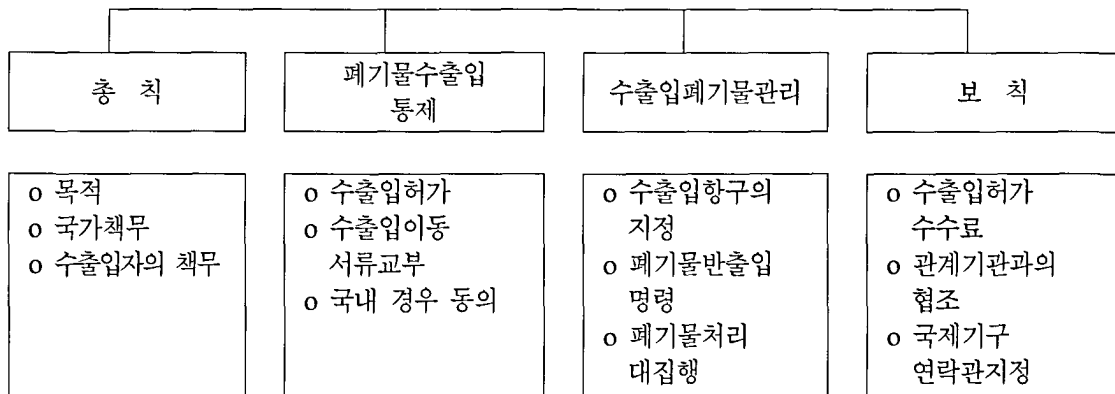 총 칙
폐기물수출입
통제
수출입폐기물관리
보 칙
o 목적
o 국가책무
o 수출입자의 책무
o 수출입허가
o 수출입이동
서류교부
o 국내 경우 동의
o 수출입항구의
지정
o 폐기물반출입
명령
o 폐기물처리
대집행
o 수출입허가
수수료
o 관계기관과의
협조
o 국제기구
연락관지정